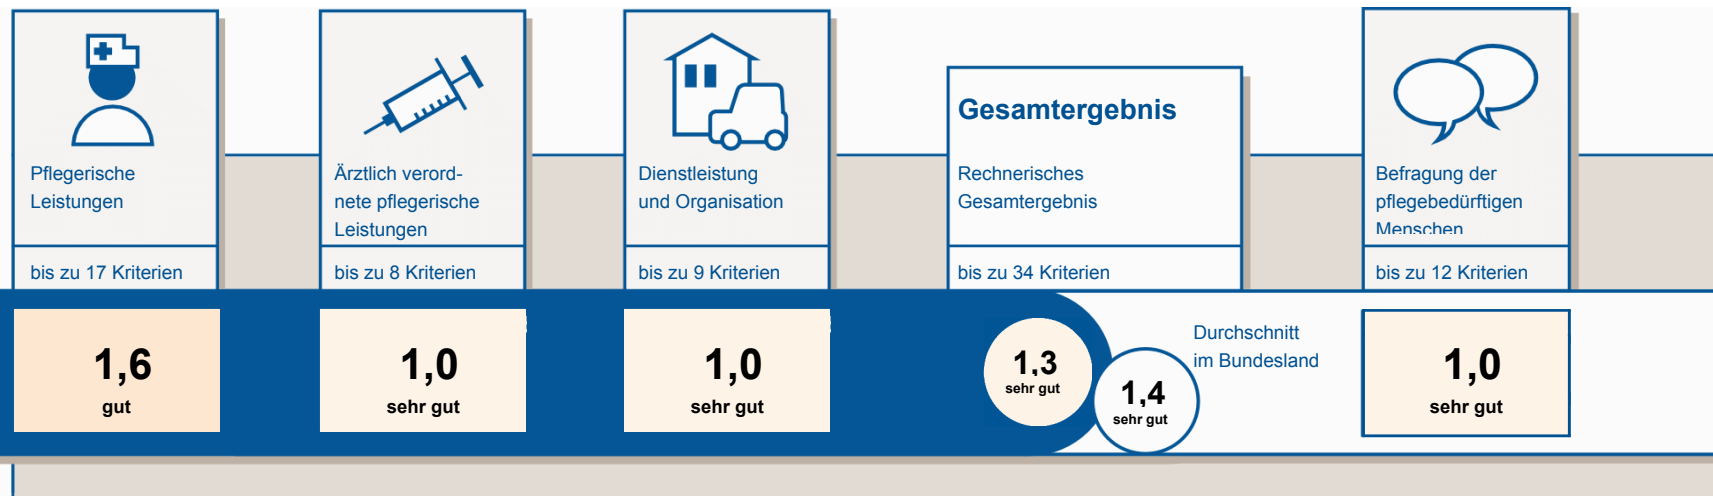 Pflegerische
Leistungen
bis zu 17 Kriterien
1,6
gut
Ärztlich verord-
nete pflegerische
Leistungen
bis zu 8 Kriterien
1,0
sehr gut
Dienstleistung
und Organisation
bis zu 9 Kriterien
1,0
sehr gut
Gesamtergebnis
Rechnerisches
Gesamtergebnis
bis zu 34 Kriterien
1,3
sehr gut
1,4
sehr gut
Durchschnitt
im Bundesland
Befragung der
pflegebedürftigen
Menschen
bis zu 12 Kriterien
1,0
sehr gut